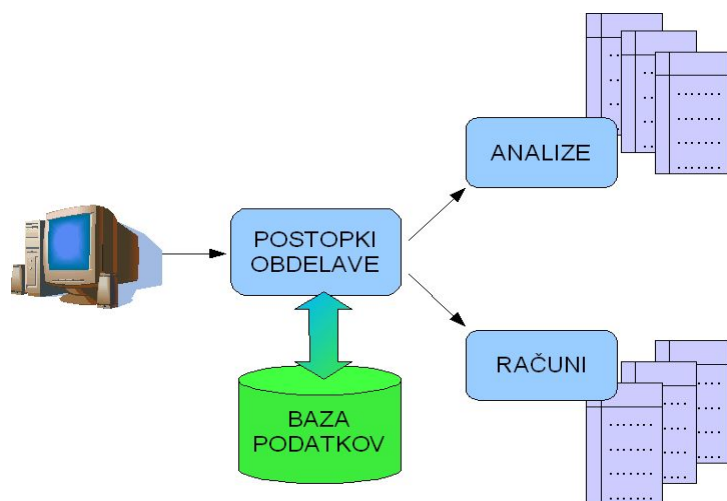 ANALIZE
POSTOPKI
OBDELAVE
RAČUNI
BAZA
PODATKOV